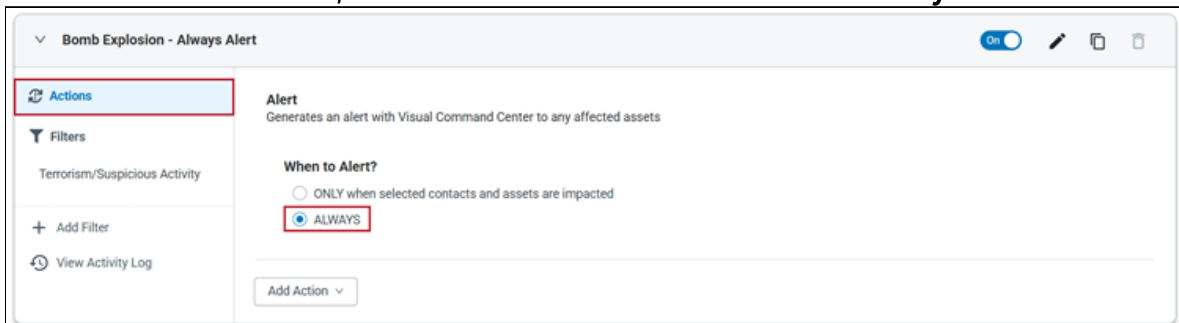 Bomb Explosion - Always Alert
On
Actions
Filters
Terrorism/Suspicious Activity
+ Add Filter
View Activity Log
Alert
Generates an alert with Visual Command Center to any affected assets
When to Alert?
ONLY when selected contacts and assets are impacted
ALWAYS
Add Action